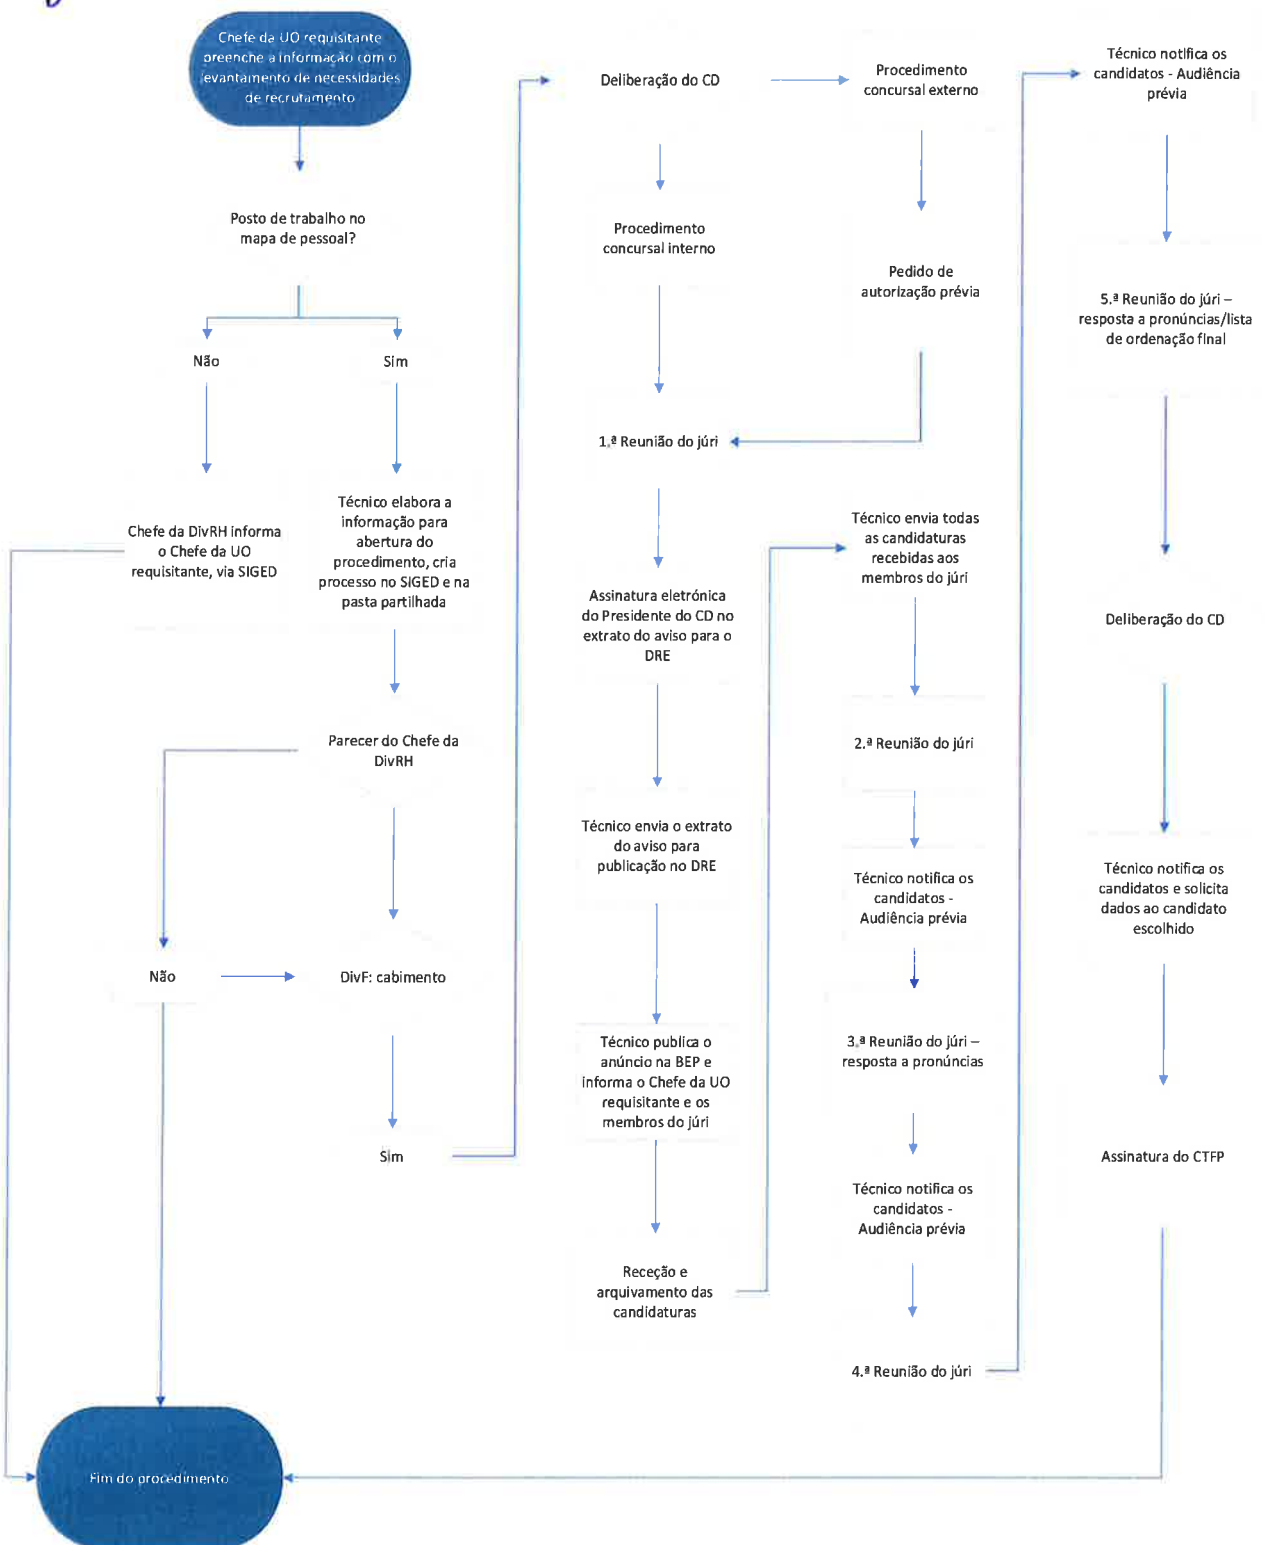 Chefe da UO requisitante
preenche a informação com o
levantamento de necessidades
de recrutamento
Posto de trabalho no
mapa de pessoal?
Não
Sim
Chefe da DivRH informa
o Chefe da UO
requisitante, via SIGED
Técnico elabora a
informação para
abertura do
procedimento, cria
processo no SIGED e na
pasta partilhada
Parecer do Chefe da
DivRH
Não
DivF: cabimento
Sim
Fim do procedimento
Deliberação do CD
Procedimento
concursal externo
Procedimento
concursal interno
Pedido de
autorização prévia
1.ª Reunião do júri
Assinatura eletrónica
do Presidente do CD no
extrato do aviso para o
DRE
Técnico envia o extrato
do aviso para
publicação no DRE
Técnico publica o
anúncio na BEP e
informa o Chefe da UO
requisitante e os
membros do júri
Receção e
arquivamento das
candidaturas
Técnico envia todas
as candidaturas
recebidas aos
membros do júri
2.ª Reunião do júri
Técnico notifica os
candidatos -
Audiência prévia
3.ª Reunião do júri –
resposta a pronúncias
Técnico notifica os
candidatos -
Audiência prévia
4.ª Reunião do júri
Técnico notifica os
candidatos - Audiência
prévia
5.ª Reunião do júri –
resposta a pronúncias/lista
de ordenação final
Deliberação do CD
Técnico notifica os
candidatos e solicita
dados ao candidato
escolhido
Assinatura do CTFP